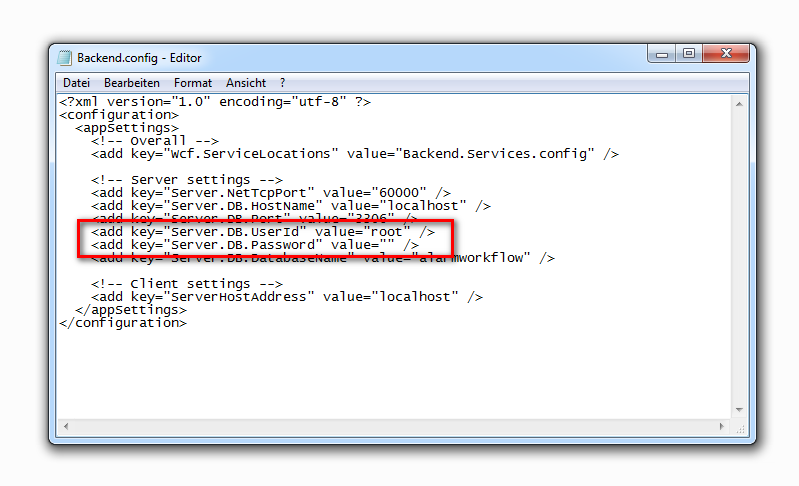 Backend.config - Editor
Datei Bearbeiten Format Ansicht ?
<?xml version="1.0" encoding="utf-8" ?>
<configuration>
  <appSettings>
    <!-- Overall -->
    <add key="Wcf.ServiceLocations" value="Backend.Services.config" />

    <!-- Server settings -->
    <add key="Server.NetTcpPort" value="60000" />
    <add key="Server.DB.HostName" value="localhost" />
    <add key="Server.DB.Port" value="3306" />
    <add key="Server.DB.UserId" value="root" />
    <add key="Server.DB.Password" value="" />
    <add key="Server.DB.DatabaseName" value="alarmworkflow" />

    <!-- Client settings -->
    <add key="ServerHostAddress" value="localhost" />
  </appSettings>
</configuration>